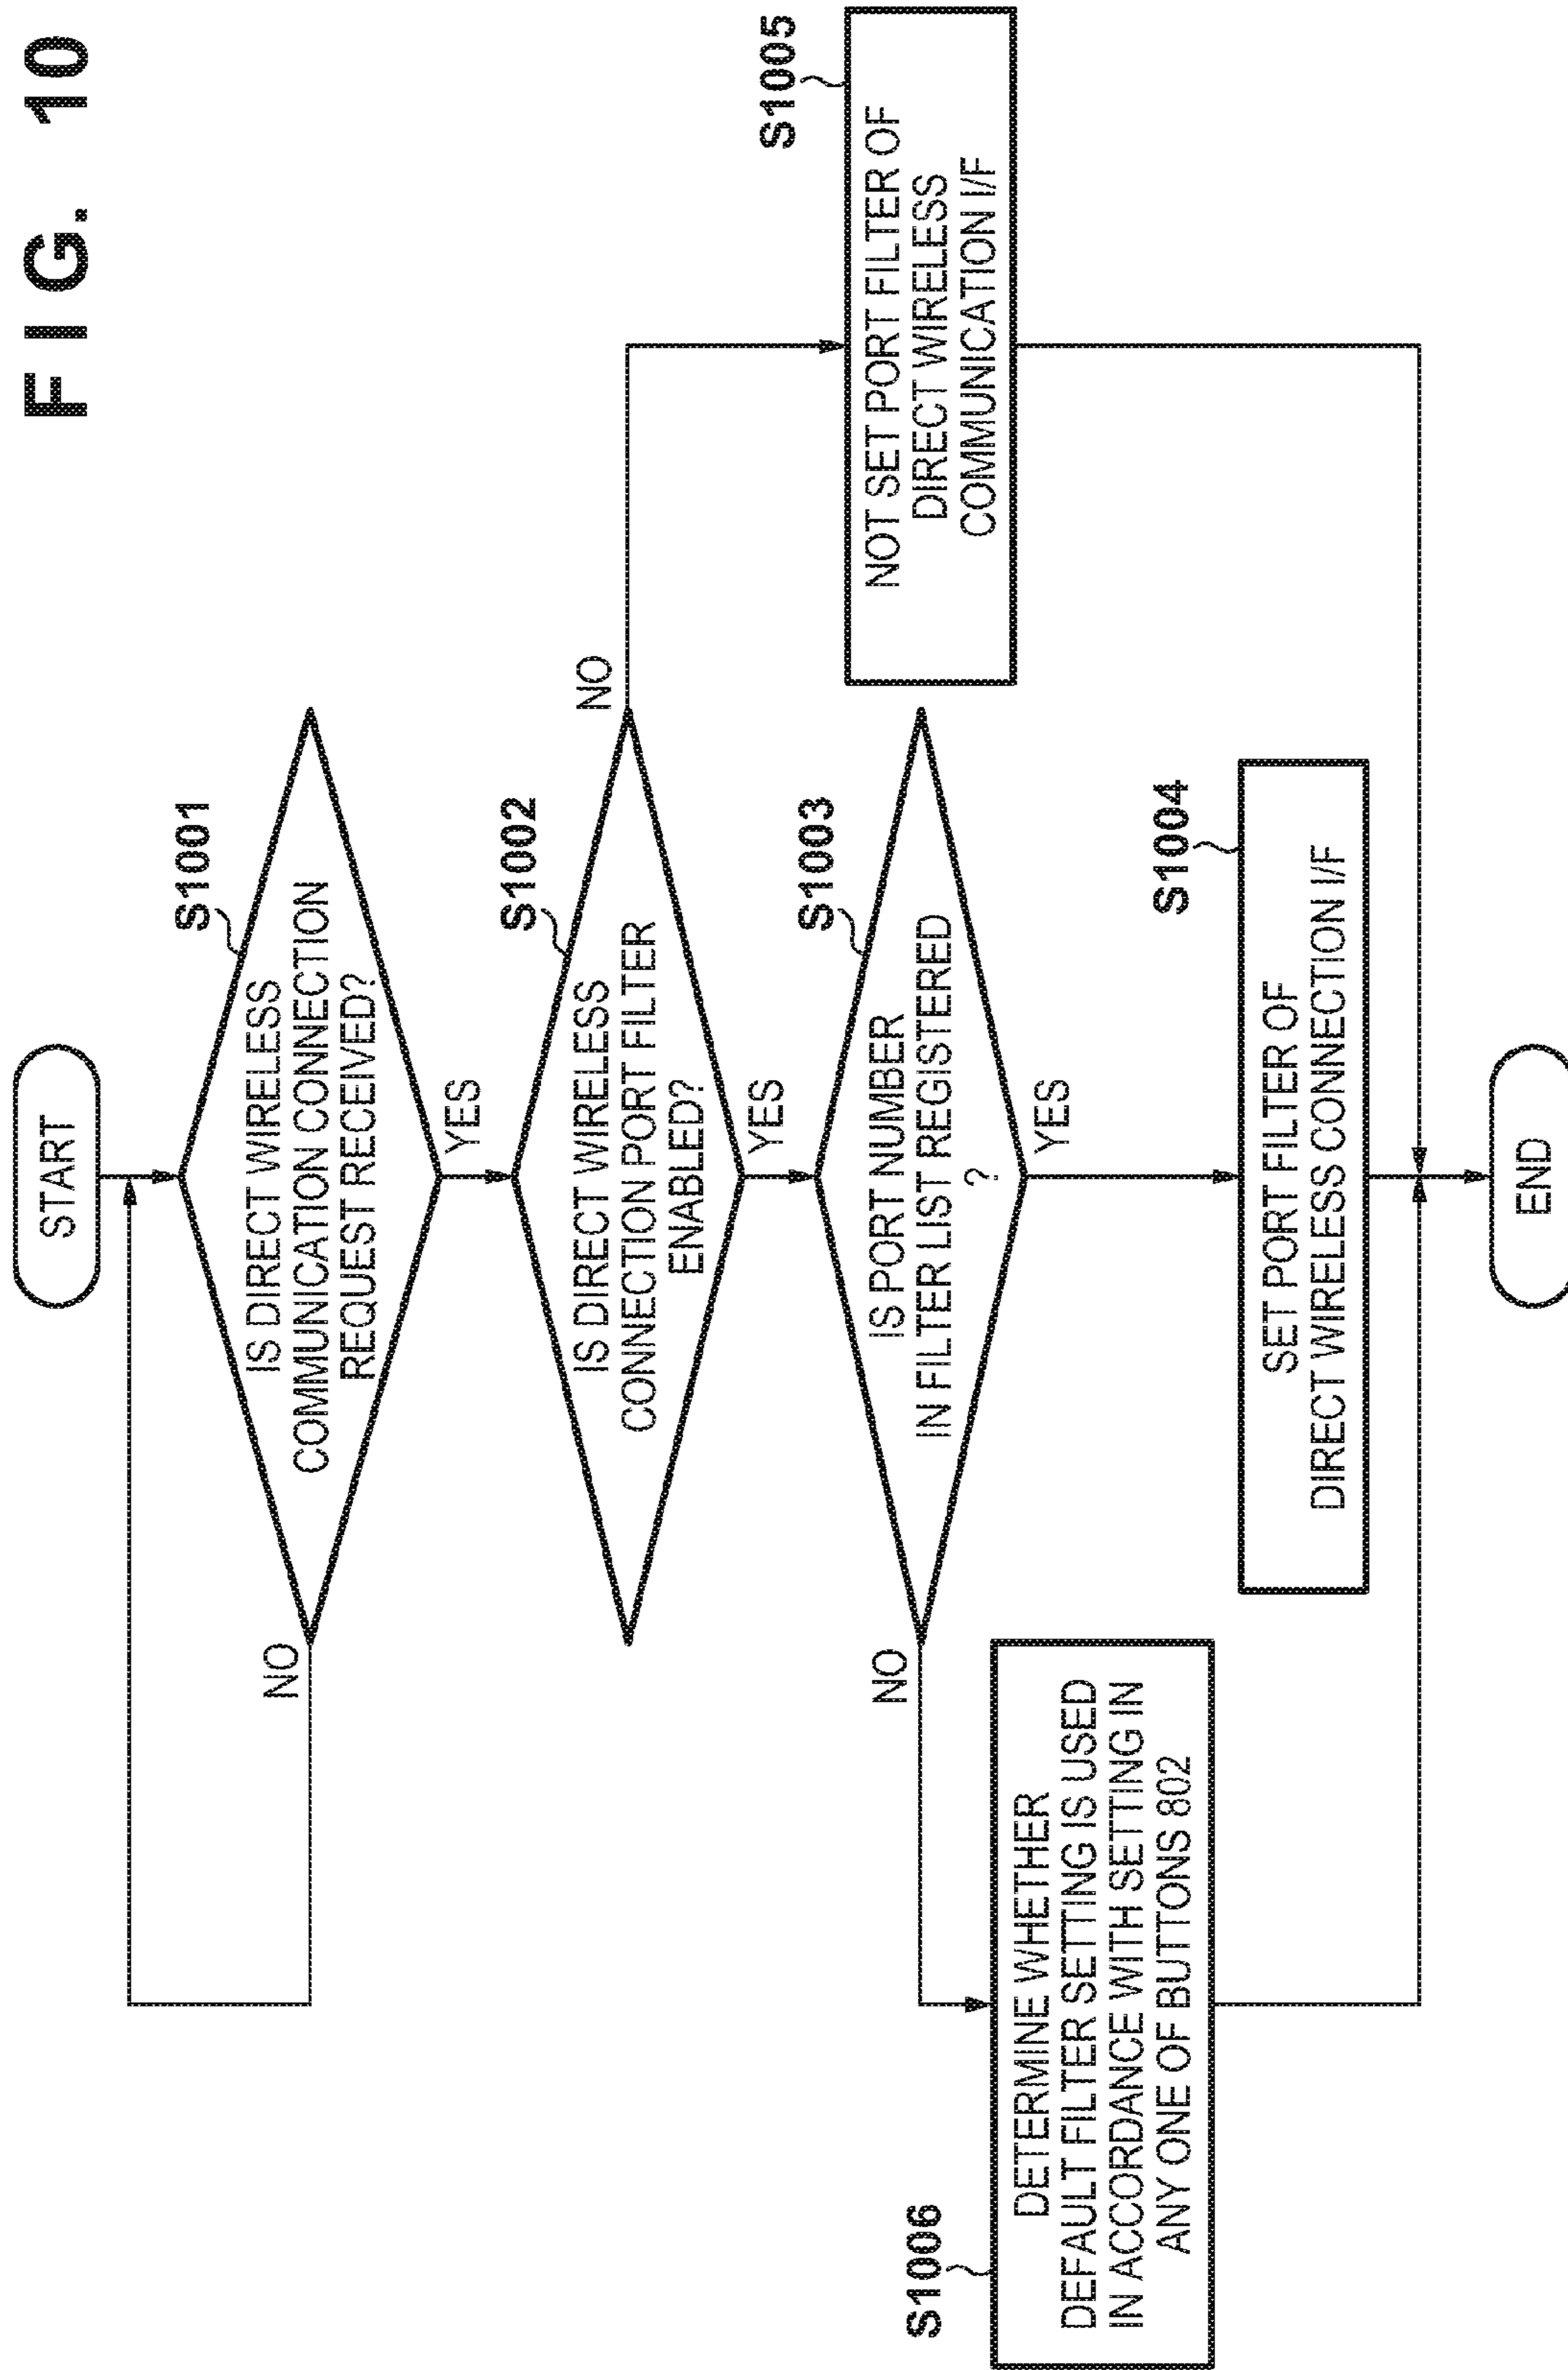 FIG. 10
START
S1001
IS DIRECT WIRELESS
COMMUNICATION CONNECTION
REQUEST RECEIVED?
NO
YES
S1002
IS DIRECT WIRELESS
CONNECTION PORT FILTER
ENABLED?
NO
YES
S1003
IS PORT NUMBER
IN FILTER LIST REGISTERED
?
NO
YES
S1005
NOT SET PORT FILTER OF
DIRECT WIRELESS
COMMUNICATION I/F
S1006
DETERMINE WHETHER
DEFAULT FILTER SETTING IS USED
IN ACCORDANCE WITH SETTING IN
ANY ONE OF BUTTONS 802
S1004
SET PORT FILTER OF
DIRECT WIRELESS CONNECTION I/F
END